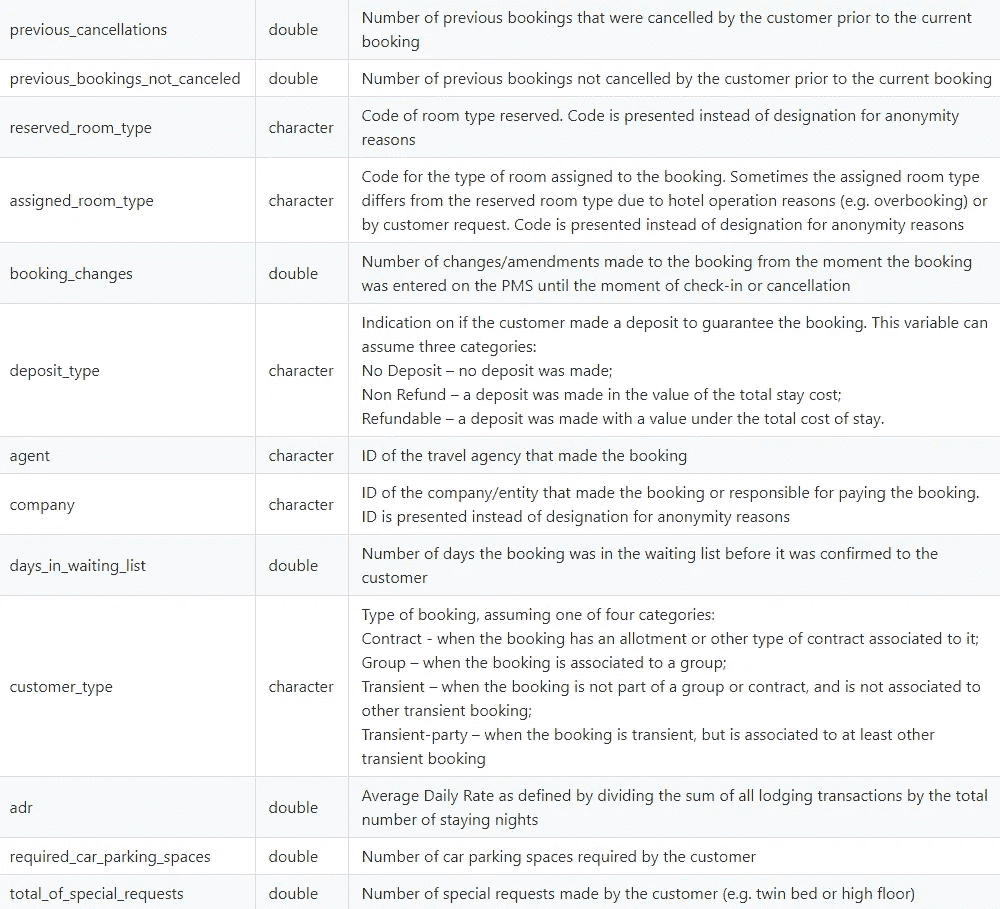 previous_cancellations double Number of previous bookings that were cancelled by the customer prior to the current
booking
previous_bookings_not_canceled double Number of previous bookings not cancelled by the customer prior to the current booking
reserved_room_type character Code of room type reserved. Code is presented instead of designation for anonymity
reasons
assigned_room_type character Code for the type of room assigned to the booking. Sometimes the assigned room type
differs from the reserved room type due to hotel operation reasons (e.g. overbooking) or
by customer request. Code is presented instead of designation for anonymity reasons
booking_changes double Number of changes/amendments made to the booking from the moment the booking
was entered on the PMS until the moment of check-in or cancellation
deposit_type character Indication on if the customer made a deposit to guarantee the booking. This variable can
assume three categories:
No Deposit – no deposit was made;
Non Refund – a deposit was made in the value of the total stay cost;
Refundable – a deposit was made with a value under the total cost of stay.
agent character ID of the travel agency that made the booking
company character ID of the company/entity that made the booking or responsible for paying the booking.
ID is presented instead of designation for anonymity reasons
days_in_waiting_list double Number of days the booking was in the waiting list before it was confirmed to the
customer
customer_type character Type of booking, assuming one of four categories:
Contract - when the booking has an allotment or other type of contract associated to it;
Group – when the booking is associated to a group;
Transient – when the booking is not part of a group or contract, and is not associated to
other transient booking;
Transient-party – when the booking is transient, but is associated to at least other
transient booking
adr double Average Daily Rate as defined by dividing the sum of all lodging transactions by the total
number of staying nights
required_car_parking_spaces double Number of car parking spaces required by the customer
total_of_special_requests double Number of special requests made by the customer (e.g. twin bed or high floor)